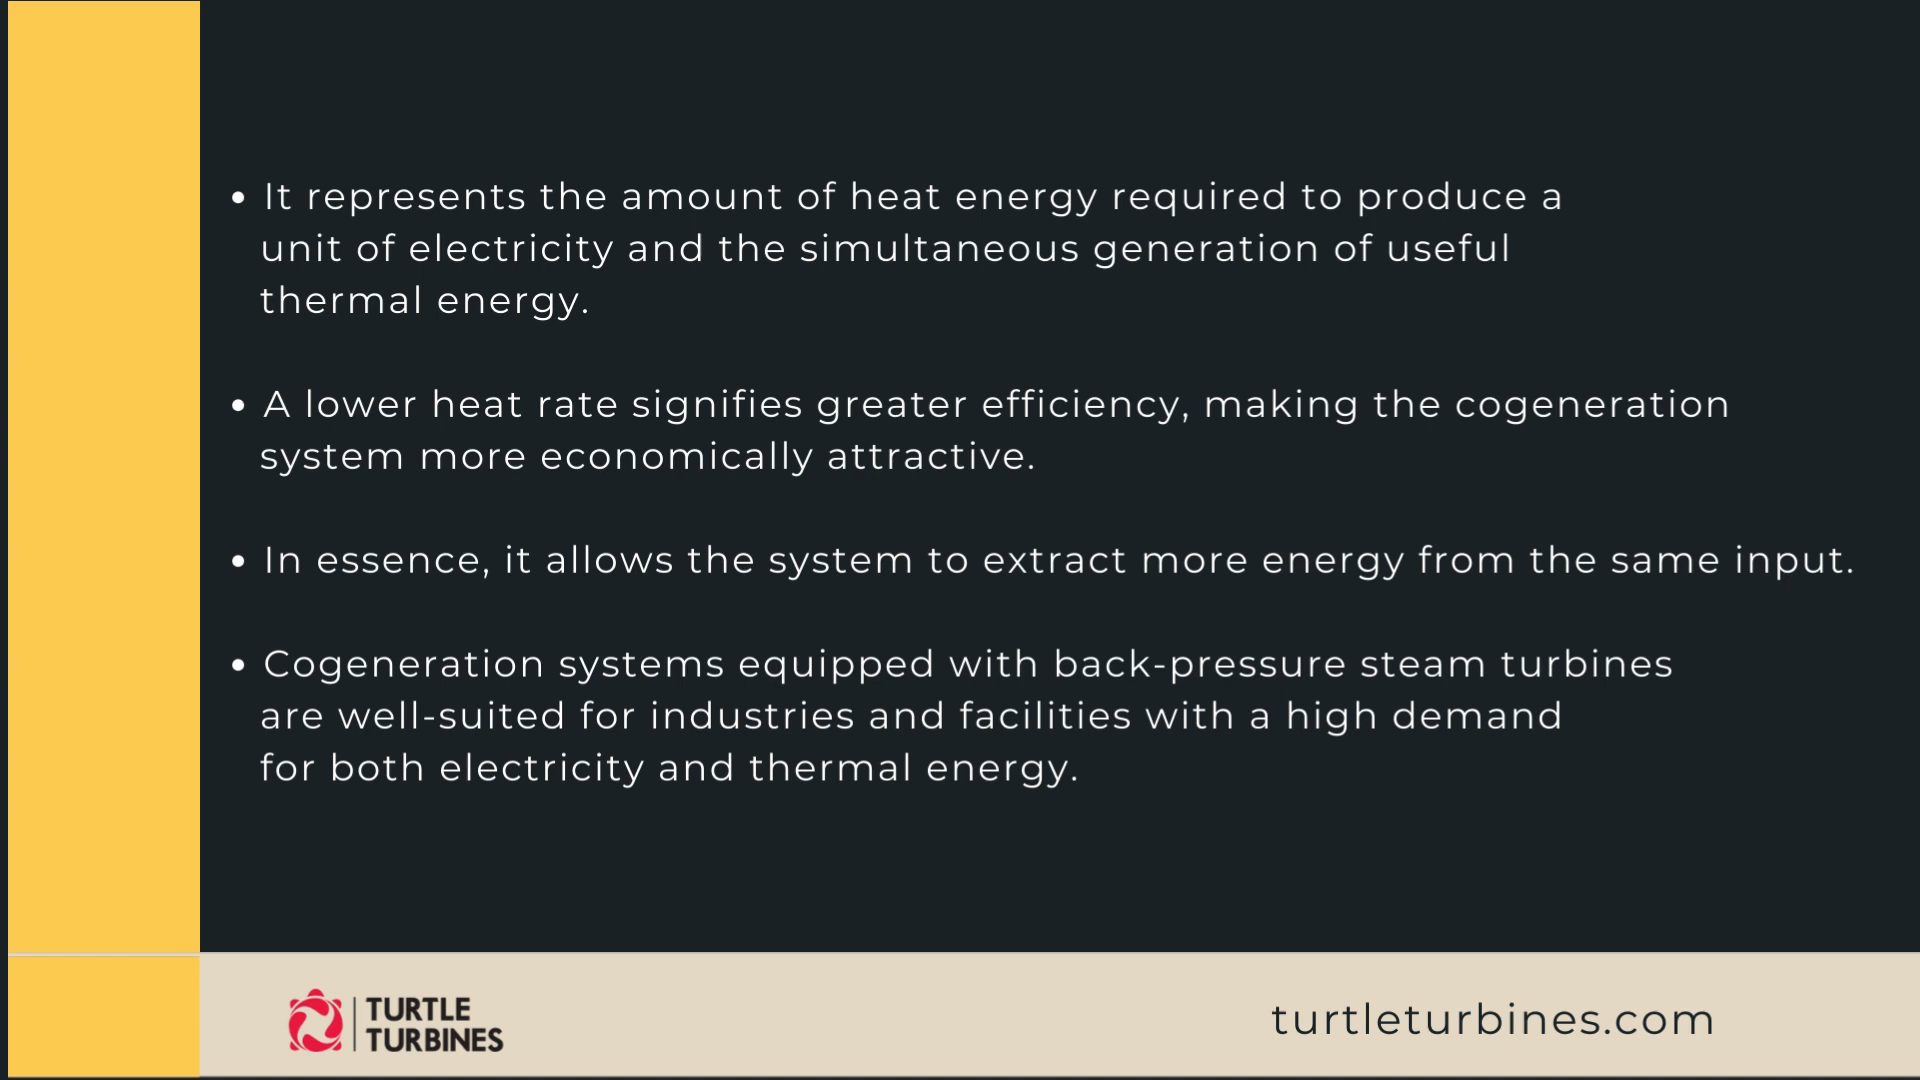 • It represents the amount of heat energy required to produce a
unit of electricity and the simultaneous generation of useful
thermal energy.
• A lower heat rate signifies greater efficiency, making the cogeneration
system more economically attractive.
• In essence, it allows the system to extract more energy from the same input.
• Cogeneration systems equipped with back-pressure steam turbines
are well-suited for industries and facilities with a high demand
for both electricity and thermal energy.
TURTLE
TURBINES
turtleturbines.com